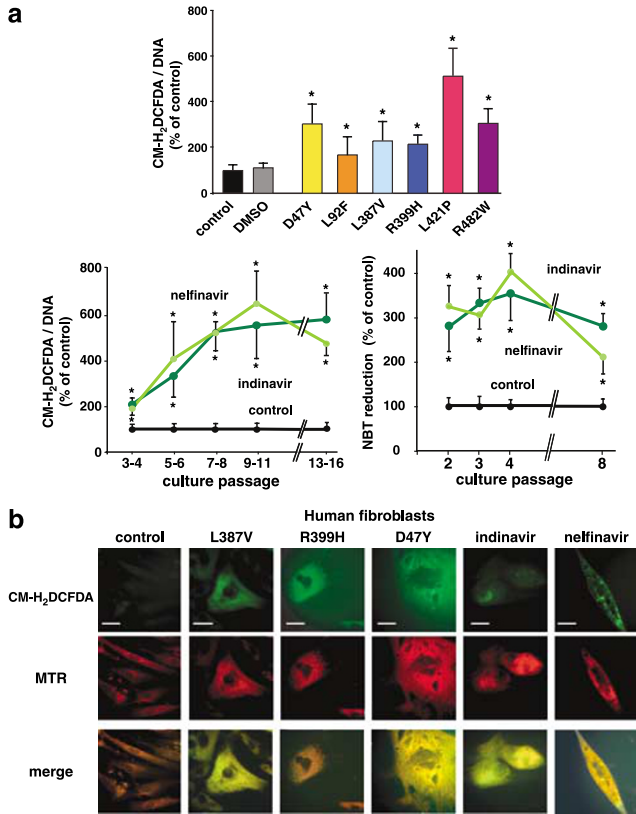 a
CM-H₂DCFDA / DNA
(% of control)
800
600
400
200
0
*
*
*
*
*
*
control
DMSO
D47Y
L92F
L387V
R399H
L421P
R482W
CM-H₂DCFDA / DNA
(% of control)
800
600
400
200
0
nelfinavir
indinavir
control
*
*
*
*
*
*
*
*
*
*
3-4
5-6
7-8
9-11
13-16
culture passage
NBT reduction (% of control)
400
300
200
100
0
indinavir
nelfinavir
control
*
*
*
*
*
*
*
*
2
3
4
8
culture passage
b
Human fibroblasts
control
L387V
R399H
D47Y
indinavir
nelfinavir
CM-H₂DCFDA
MTR
merge